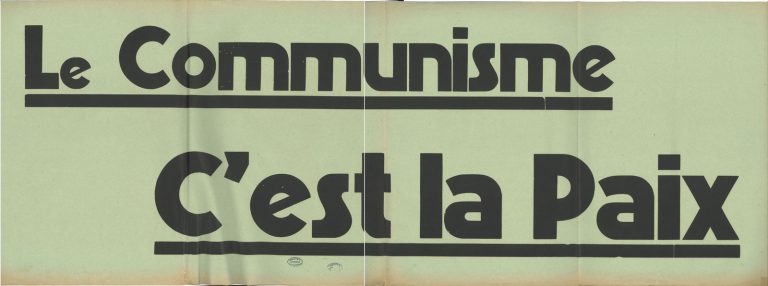 Le Communisme
C'est la Paix